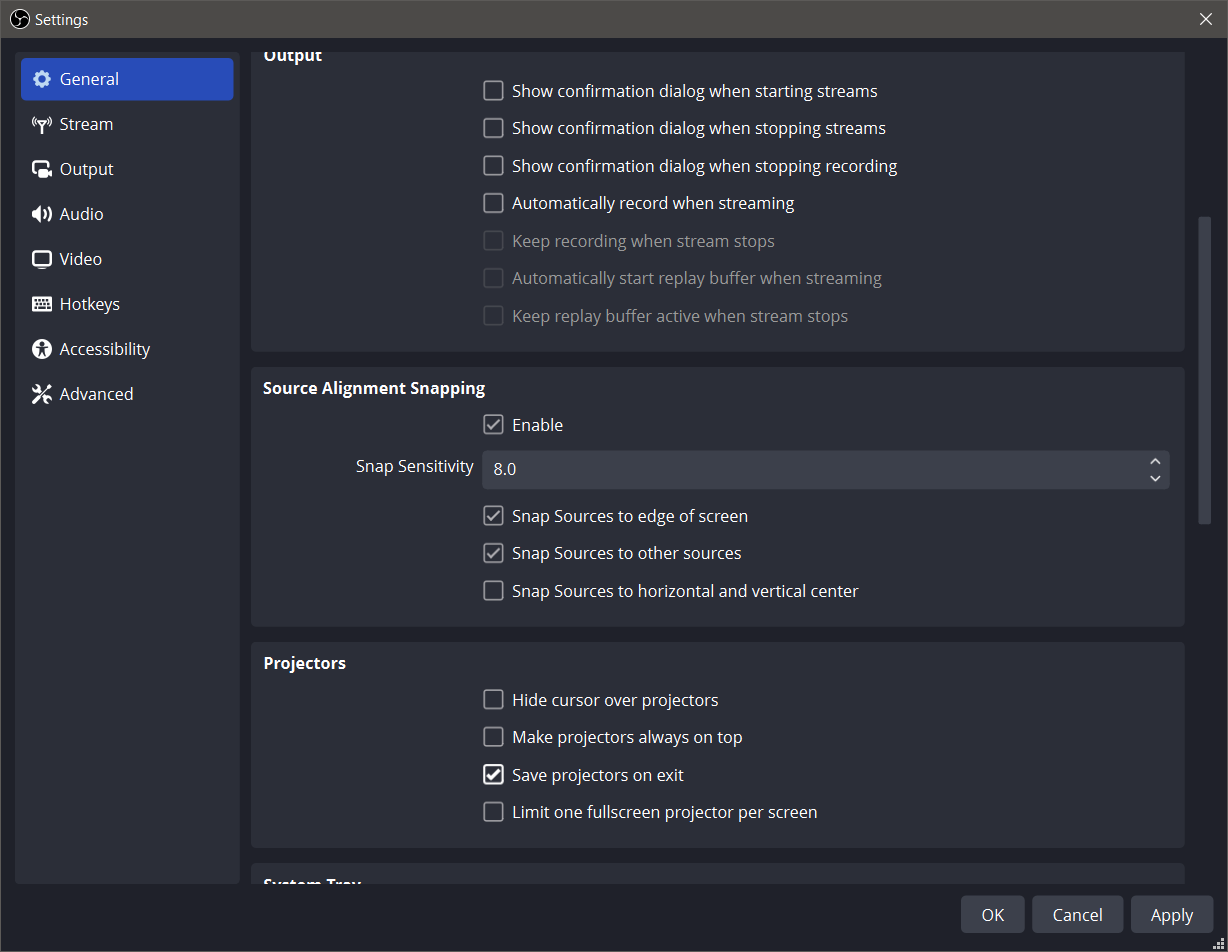 Settings
General
Stream
Output
Audio
Video
Hotkeys
Accessibility
Advanced
Output
Show confirmation dialog when starting streams
Show confirmation dialog when stopping streams
Show confirmation dialog when stopping recording
Automatically record when streaming
Keep recording when stream stops
Automatically start replay buffer when streaming
Keep replay buffer active when stream stops
Source Alignment Snapping
Enable
Snap Sensitivity 8.0
Snap Sources to edge of screen
Snap Sources to other sources
Snap Sources to horizontal and vertical center
Projectors
Hide cursor over projectors
Make projectors always on top
Save projectors on exit
Limit one fullscreen projector per screen
System Tray
OK Cancel Apply